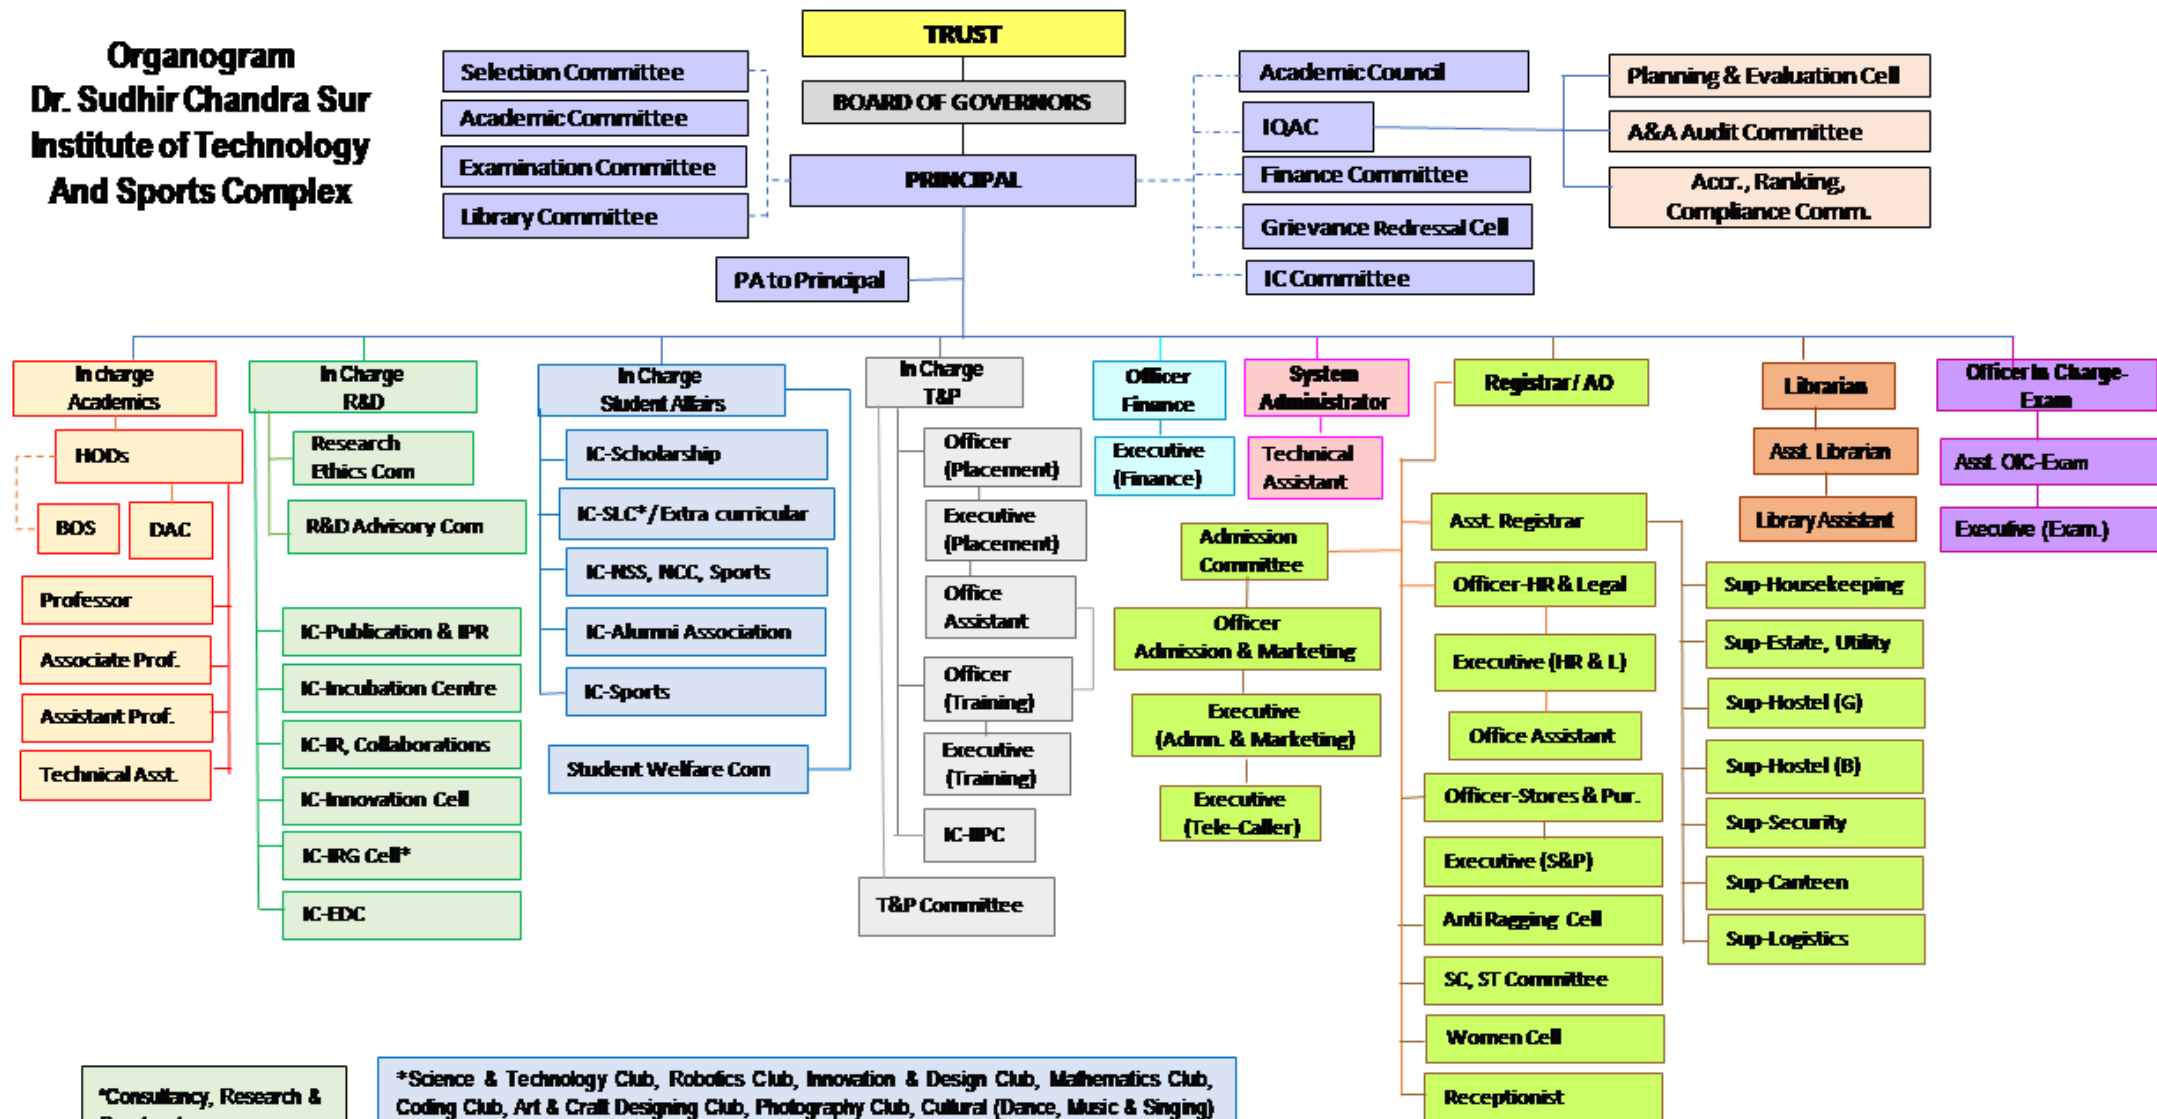 Organogram
Dr. Sudhir Chandra Sur
Institute of Technology
And Sports Complex
TRUST
BOARD OF GOVERNORS
PRINCIPAL
Selection Committee
Academic Committee
Examination Committee
Library Committee
PA to Principal
Academic Council
IQAC
Finance Committee
Grievance Redressal Cell
IC Committee
Planning & Evaluation Cell
A&A Audit Committee
Accr., Ranking,
Compliance Comm.
In charge
Academics
HODs
BOS
DAC
Professor
Associate Prof.
Assistant Prof.
Technical Asst.
In Charge
R&D
Research
Ethics Com
R&D Advisory Com
IC-Publication & IPR
IC-Incubation Centre
IC-IR, Collaborations
IC-Innovation Cell
IC-IRG Cell*
IC-EDC
In Charge
Student Affairs
IC-Scholarship
IC-SLC*/Extra curricular
IC-NSS, NCC, Sports
IC-Alumni Association
IC-Sports
Student Welfare Com
In Charge
T&P
Officer
(Placement)
Executive
(Placement)
Office
Assistant
Officer
(Training)
Executive
(Training)
IC-IIPC
T&P Committee
Officer
Finance
Executive
(Finance)
System
Administrator
Technical
Assistant
Registrar/ AO
Admission
Committee
Officer
Admission & Marketing
Executive
(Admn. & Marketing)
Executive
(Tele-Caller)
Asst. Registrar
Officer-HR & Legal
Executive (HR & L)
Office Assistant
Officer-Stores & Pur.
Executive (S&P)
Anti Ragging Cell
SC, ST Committee
Women Cell
Receptionist
Sup-Housekeeping
Sup-Estate, Utility
Sup-Hostel (G)
Sup-Hostel (B)
Sup-Security
Sup-Canteen
Sup-Logistics
Librarian
Asst. Librarian
Library Assistant
Officer In Charge-
Exam
Asst. OIC-Exam
Executive (Exam.)
*Consultancy, Research &
*Science & Technology Club, Robotics Club, Innovation & Design Club, Mathematics Club,
Coding Club, Art & Craft Designing Club, Photography Club, Cultural (Dance, Music & Singing)